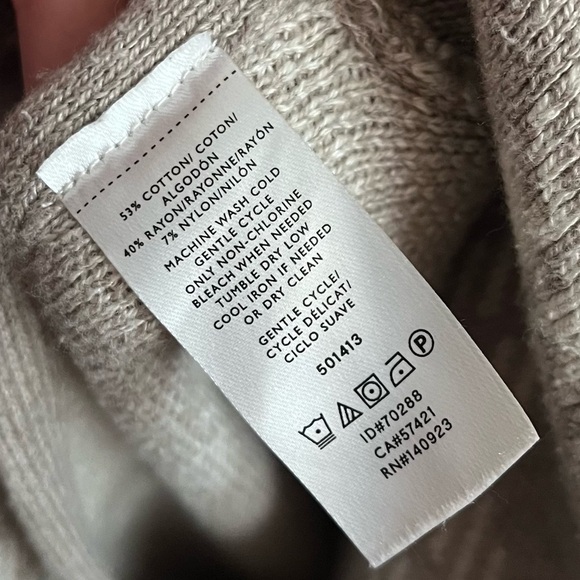 53% COTTON/ COTON/
ALGODÓN
40% RAYON/RAYONNE/RAYÓN
7% NYLON/NILÓN
MACHINE WASH COLD
GENTLE CYCLE
ONLY NON-CHLORINE
BLEACH WHEN NEEDED
TUMBLE DRY LOW
COOL IRON IF NEEDED
OR DRY CLEAN
GENTLE CYCLE/
CYCLE DÉLICAT/
CICLO SUAVE
501413
P
ID#70288
CA#57421
RN#140923